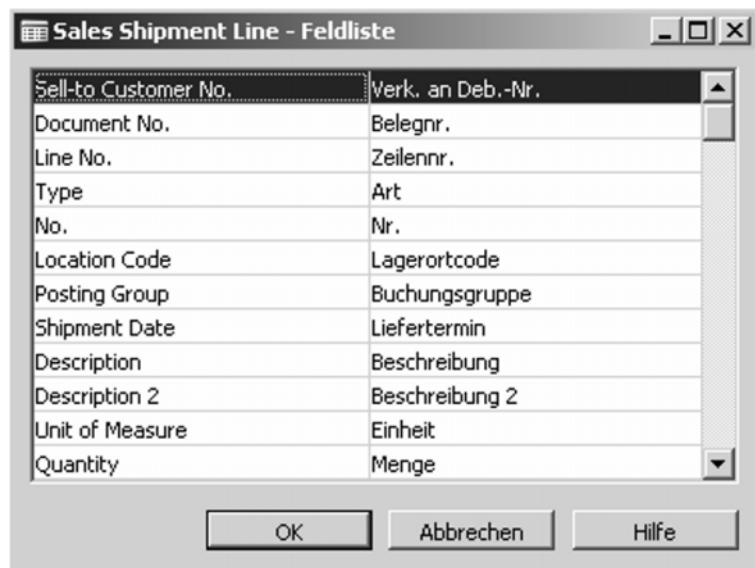 Sales Shipment Line - Feldliste
Sell-to Customer No. Verk. an Deb.-Nr.
Document No. Belegnr.
Line No. Zeilennr.
Type Art
No. Nr.
Location Code Lagerortcode
Posting Group Buchungsgruppe
Shipment Date Liefertermin
Description Beschreibung
Description 2 Beschreibung 2
Unit of Measure Einheit
Quantity Menge
OK Abbrechen Hilfe